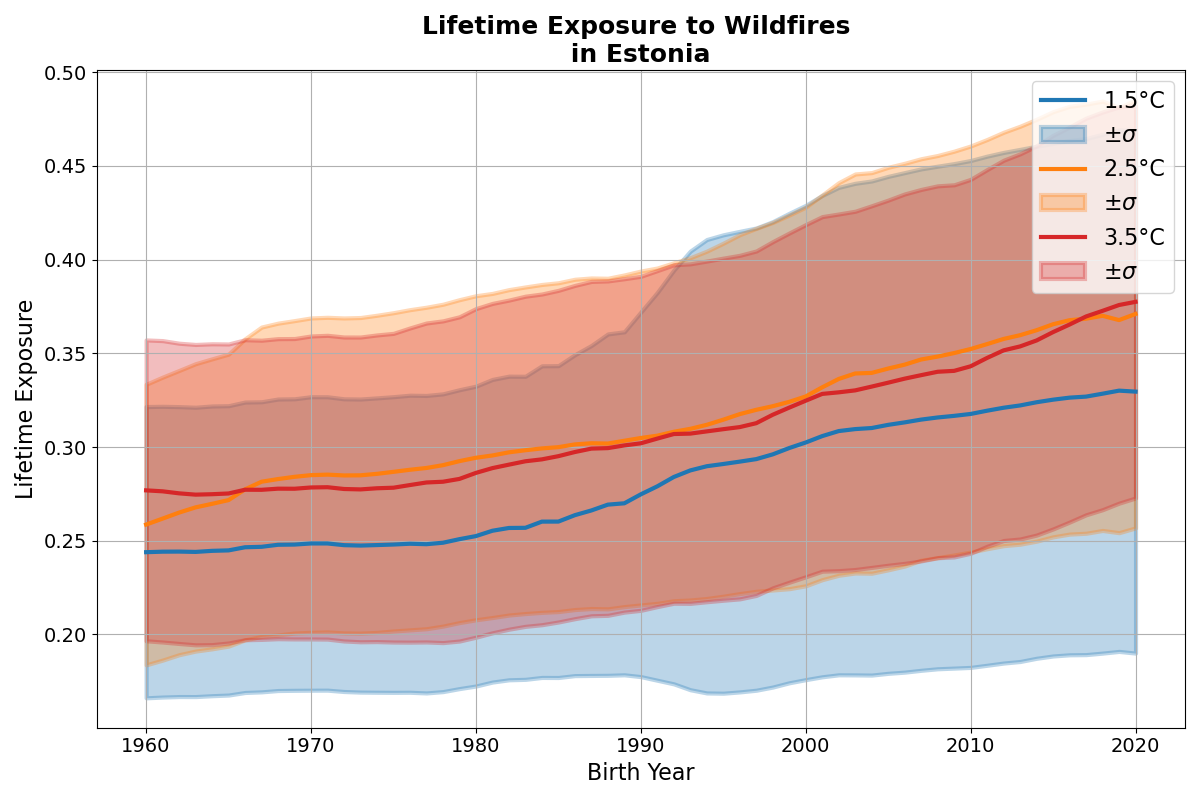 Lifetime Exposure to Wildfires
in Estonia
Lifetime Exposure
0.50
0.45
0.40
0.35
0.30
0.25
0.20
1960
1970
1980
1990
2000
2010
2020
Birth Year
1.5°C
±σ
2.5°C
±σ
3.5°C
±σ